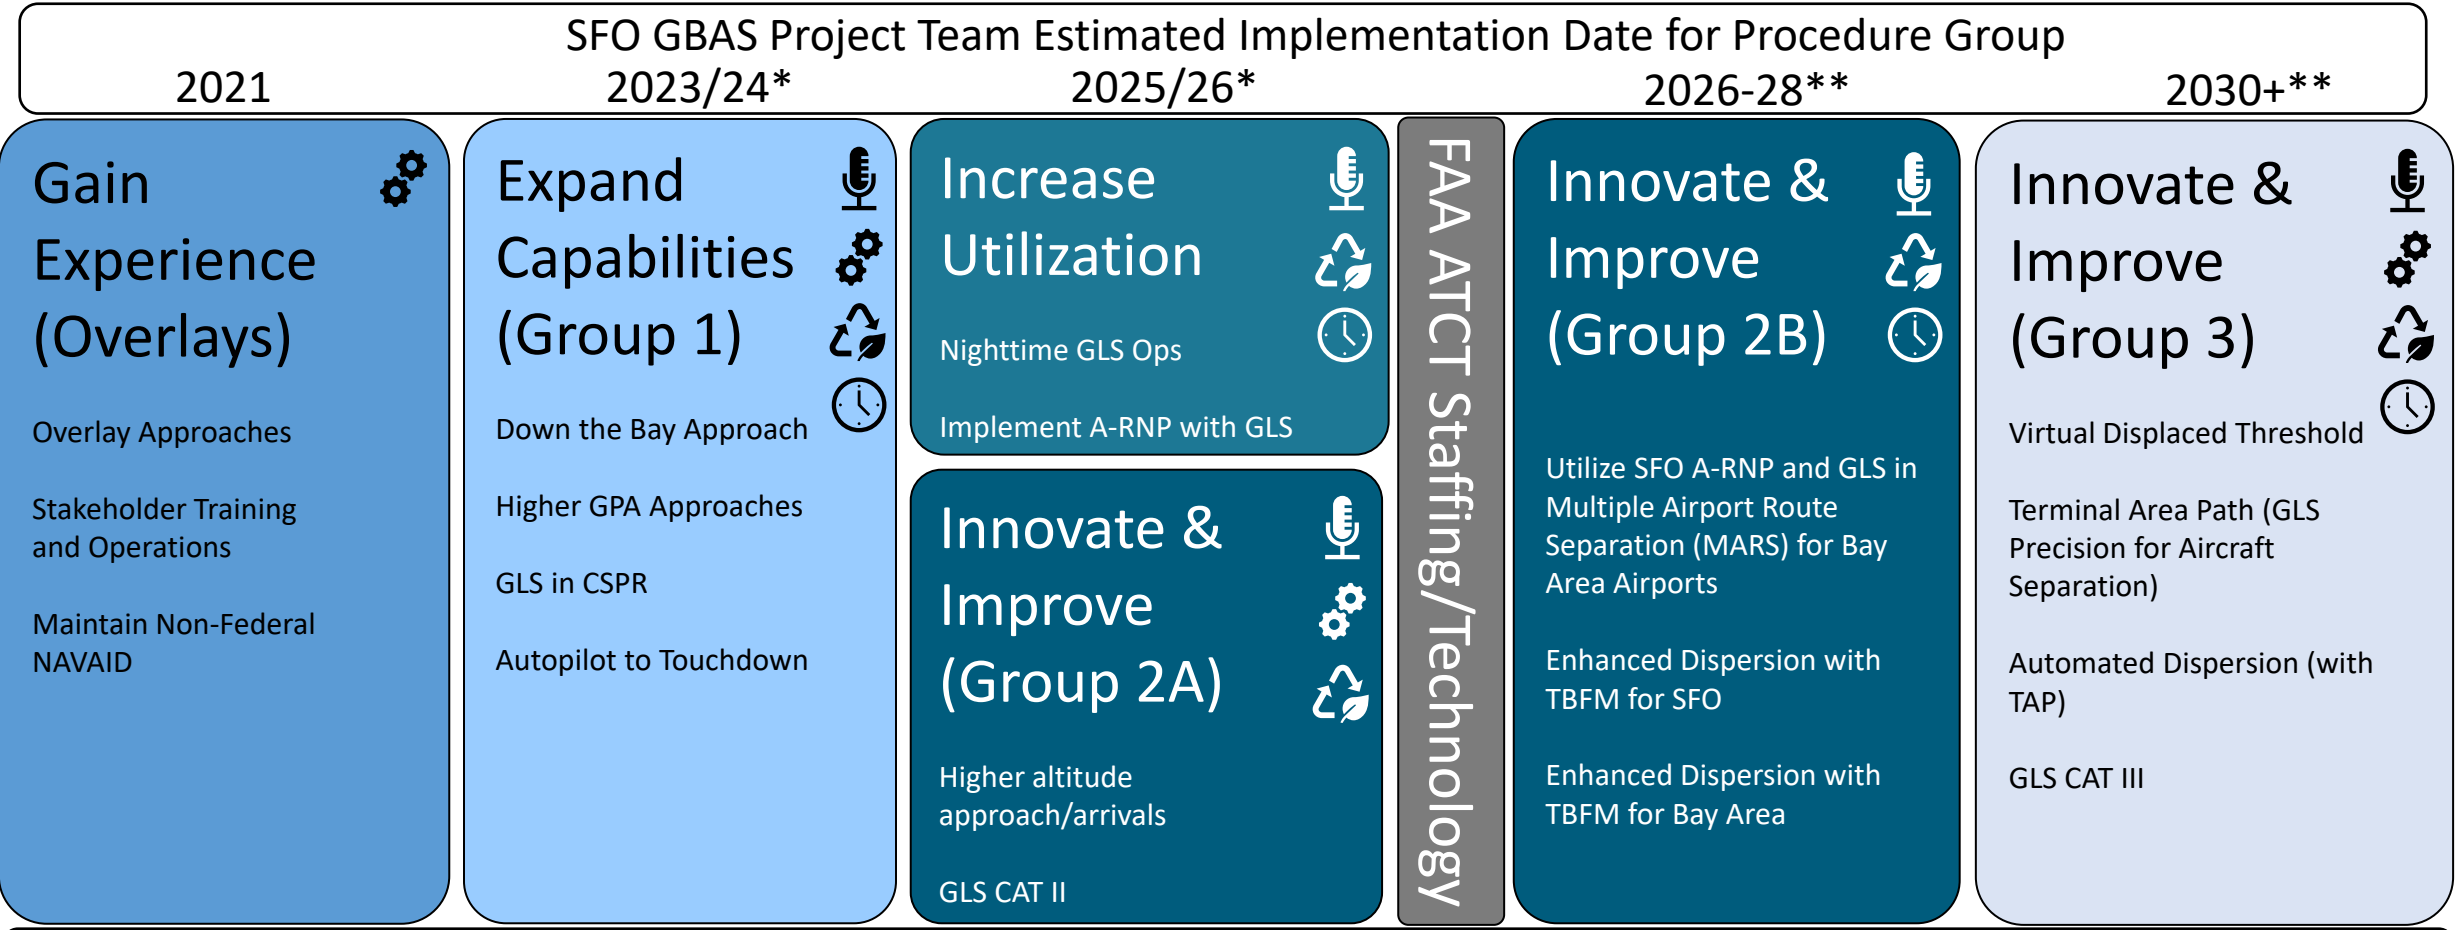 SFO GBAS Project Team Estimated Implementation Date for Procedure Group
2021 2023/24* 2025/26* 2026-28** 2030+**
Gain
Experience
(Overlays)
Overlay Approaches
Stakeholder Training
and Operations
Maintain Non-Federal
NAVAID
Expand
Capabilities
(Group 1)
Down the Bay Approach
Higher GPA Approaches
GLS in CSPR
Autopilot to Touchdown
Increase
Utilization
Nighttime GLS Ops
Implement A-RNP with GLS
Innovate &
Improve
(Group 2A)
Higher altitude
approach/arrivals
GLS CAT II
FAA ATCT Staffing/Technology
Innovate &
Improve
(Group 2B)
Utilize SFO A-RNP and GLS in
Multiple Airport Route
Separation (MARS) for Bay
Area Airports
Enhanced Dispersion with
TBFM for SFO
Enhanced Dispersion with
TBFM for Bay Area
Innovate &
Improve
(Group 3)
Virtual Displaced Threshold
Terminal Area Path (GLS
Precision for Aircraft
Separation)
Automated Dispersion (with
TAP)
GLS CAT III